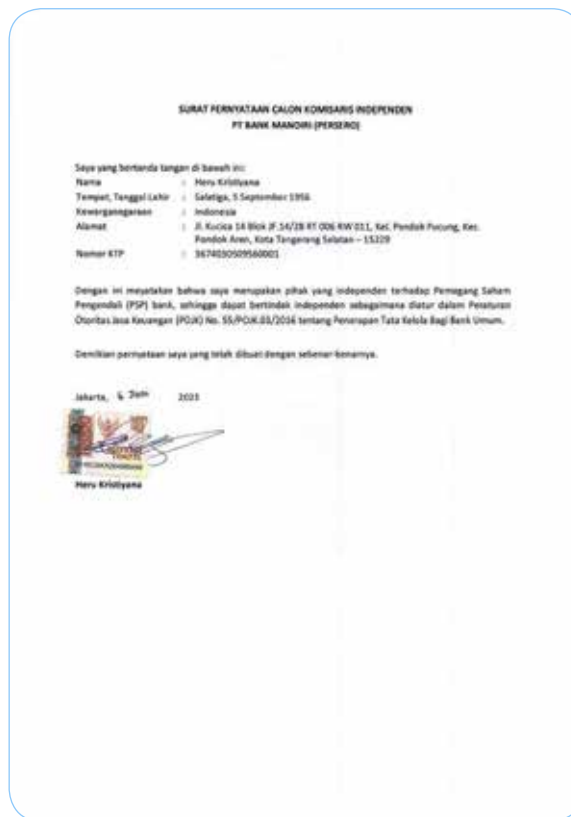 SURAT PERNYATAAN CALON KOMISARIS INDEPENDEN
PT BANK MANDIRI (PERSERO)
Saya yang bertanda tangan di bawah ini:
Nama : Heru Kristiyana
Tempat, Tanggal Lahir : Salatiga, 5 September 1956
Kewarganegaraan : Indonesia
Alamat : Jl. Kucica 14 Blok JF.14/28 RT 006 RW 011, Kel. Pondok Pucung, Kec.
Pondok Aren, Kota Tangerang Selatan – 15229
Nomor KTP : 3674030509560001
Dengan ini meyatakan bahwa saya merupakan pihak yang independen terhadap Pemegang Saham
Pengendali (PSP) bank, sehingga dapat bertindak independen sebagaimana diatur dalam Peraturan
Otoritas Jasa Keuangan (POJK) No. 55/POJK.03/2016 tentang Penerapan Tata Kelola Bagi Bank Umum.
Demikian pernyataan saya yang telah dibuat dengan sebenar-benarnya.
Jakarta, 2023
Heru Kristiyana